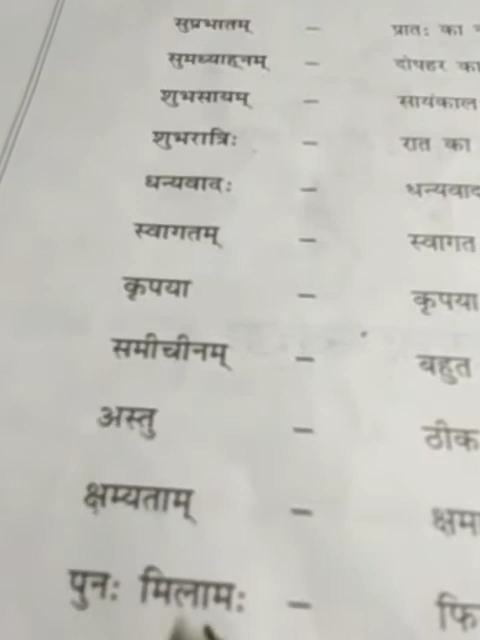 सुप्रभातम् – प्रातः का
सुमध्याह्नम् – दोपहर का
शुभसायम् – सायंकाल
शुभरात्रिः – रात का
धन्यवादः – धन्यवाद
स्वागतम् – स्वागत
कृपया – कृपया
समीचीनम् – बहुत
अस्तु – ठीक
क्षम्यताम् – क्षमा
पुनः मिलामः – फि